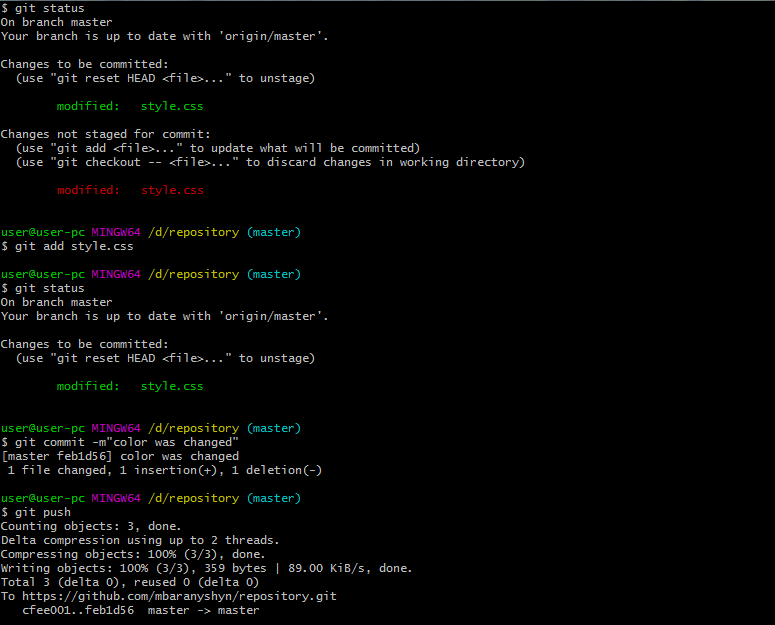 $ git status
On branch master
Your branch is up to date with 'origin/master'.
Changes to be committed:
(use "git reset HEAD <file>..." to unstage)
modified: style.css
Changes not staged for commit:
(use "git add <file>..." to update what will be committed)
(use "git checkout -- <file>..." to discard changes in working directory)
modified: style.css
user@user-pc MINGW64 /d/repository (master)
$ git add style.css
user@user-pc MINGW64 /d/repository (master)
$ git status
On branch master
Your branch is up to date with 'origin/master'.
Changes to be committed:
(use "git reset HEAD <file>..." to unstage)
modified: style.css
user@user-pc MINGW64 /d/repository (master)
$ git commit -m"color was changed"
[master feb1d56] color was changed
1 file changed, 1 insertion(+), 1 deletion(-)
user@user-pc MINGW64 /d/repository (master)
$ git push
Counting objects: 3, done.
Delta compression using up to 2 threads.
Compressing objects: 100% (3/3), done.
Writing objects: 100% (3/3), 359 bytes | 89.00 KiB/s, done.
Total 3 (delta 0), reused 0 (delta 0)
To https://github.com/mbaranyshyn/repository.git
cfee001..feb1d56 master -> master